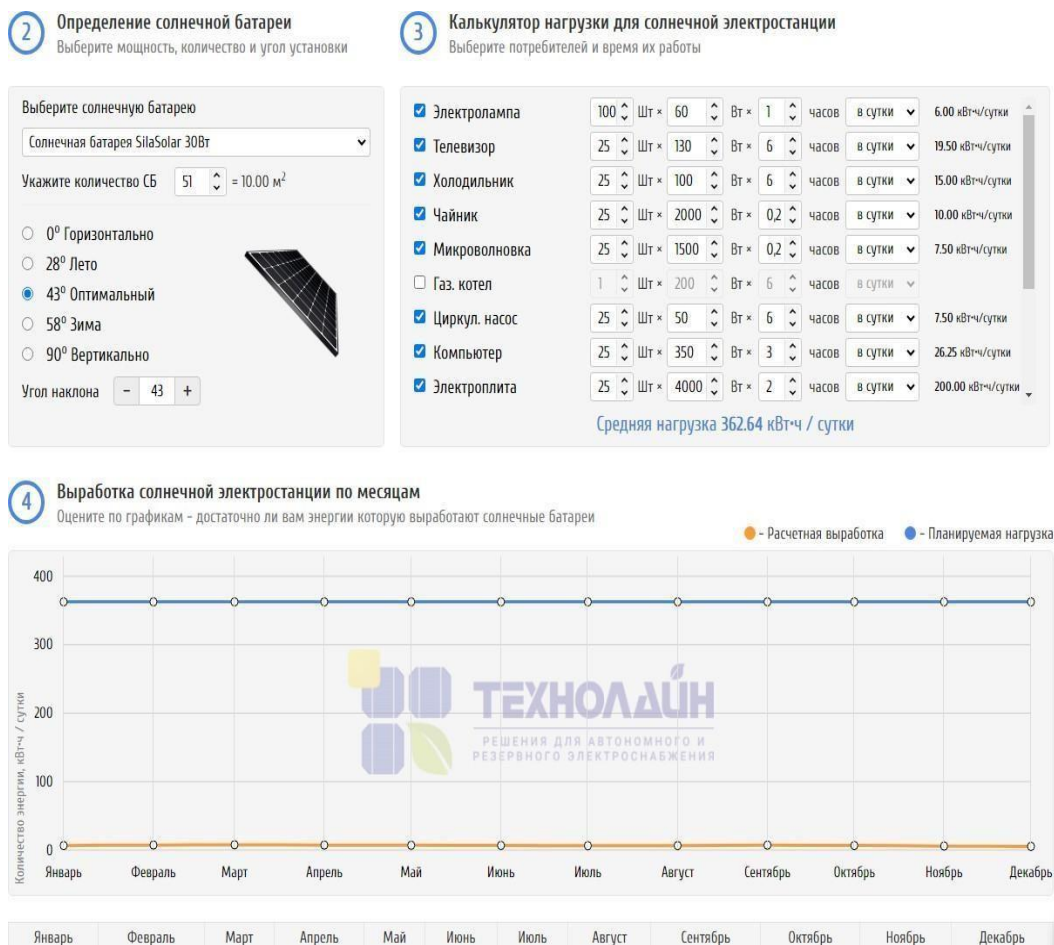 2 Определение солнечной батареи
Выберите мощность, количество и угол установки
Выберите солнечную батарею
Солнечная батарея SilaSolar 30Вт
Укажите количество СБ 51 = 10.00 м²
0⁰ Горизонтально
28⁰ Лето
43⁰ Оптимальный
58⁰ Зима
90⁰ Вертикально
Угол наклона − 43 +
3 Калькулятор нагрузки для солнечной электростанции
Выберите потребителей и время их работы
Электролампа 100 Шт × 60 Вт × 1 часов в сутки 6.00 кВт•ч/сутки
Телевизор 25 Шт × 130 Вт × 6 часов в сутки 19.50 кВт•ч/сутки
Холодильник 25 Шт × 100 Вт × 6 часов в сутки 15.00 кВт•ч/сутки
Чайник 25 Шт × 2000 Вт × 0,2 часов в сутки 10.00 кВт•ч/сутки
Микроволновка 25 Шт × 1500 Вт × 0,2 часов в сутки 7.50 кВт•ч/сутки
Газ. котел 1 Шт × 200 Вт × 6 часов в сутки
Циркул. насос 25 Шт × 50 Вт × 6 часов в сутки 7.50 кВт•ч/сутки
Компьютер 25 Шт × 350 Вт × 3 часов в сутки 26.25 кВт•ч/сутки
Электроплита 25 Шт × 4000 Вт × 2 часов в сутки 200.00 кВт•ч/сутки
Средняя нагрузка 362.64 кВт•ч / сутки
4 Выработка солнечной электростанции по месяцам
Оцените по графикам - достаточно ли вам энергии которую выработают солнечные батареи
- Расчетная выработка - Планируемая нагрузка
Количество энергии, кВт•ч / сутки
400
300
200
100
0
ТЕХНОЛАЙН
РЕШЕНИЯ ДЛЯ АВТОНОМНОГО И
РЕЗЕРВНОГО ЭЛЕКТРОСНАБЖЕНИЯ
Январь Февраль Март Апрель Май Июнь Июль Август Сентябрь Октябрь Ноябрь Декабрь
Январь Февраль Март Апрель Май Июнь Июль Август Сентябрь Октябрь Ноябрь Декабрь